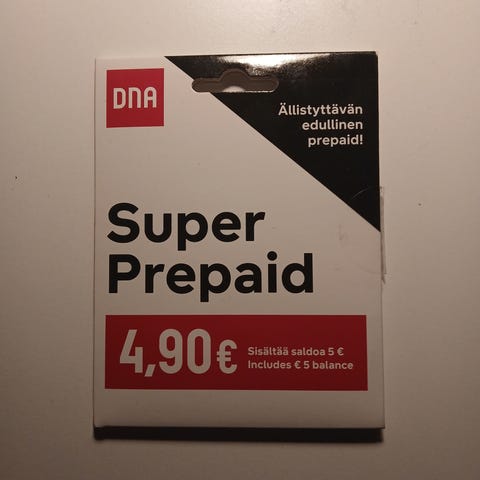 DNA
Ällistyttävän
edullinen
prepaid!
Super
Prepaid
4,90 €
Sisältää saldoa 5 €
Includes € 5 balance